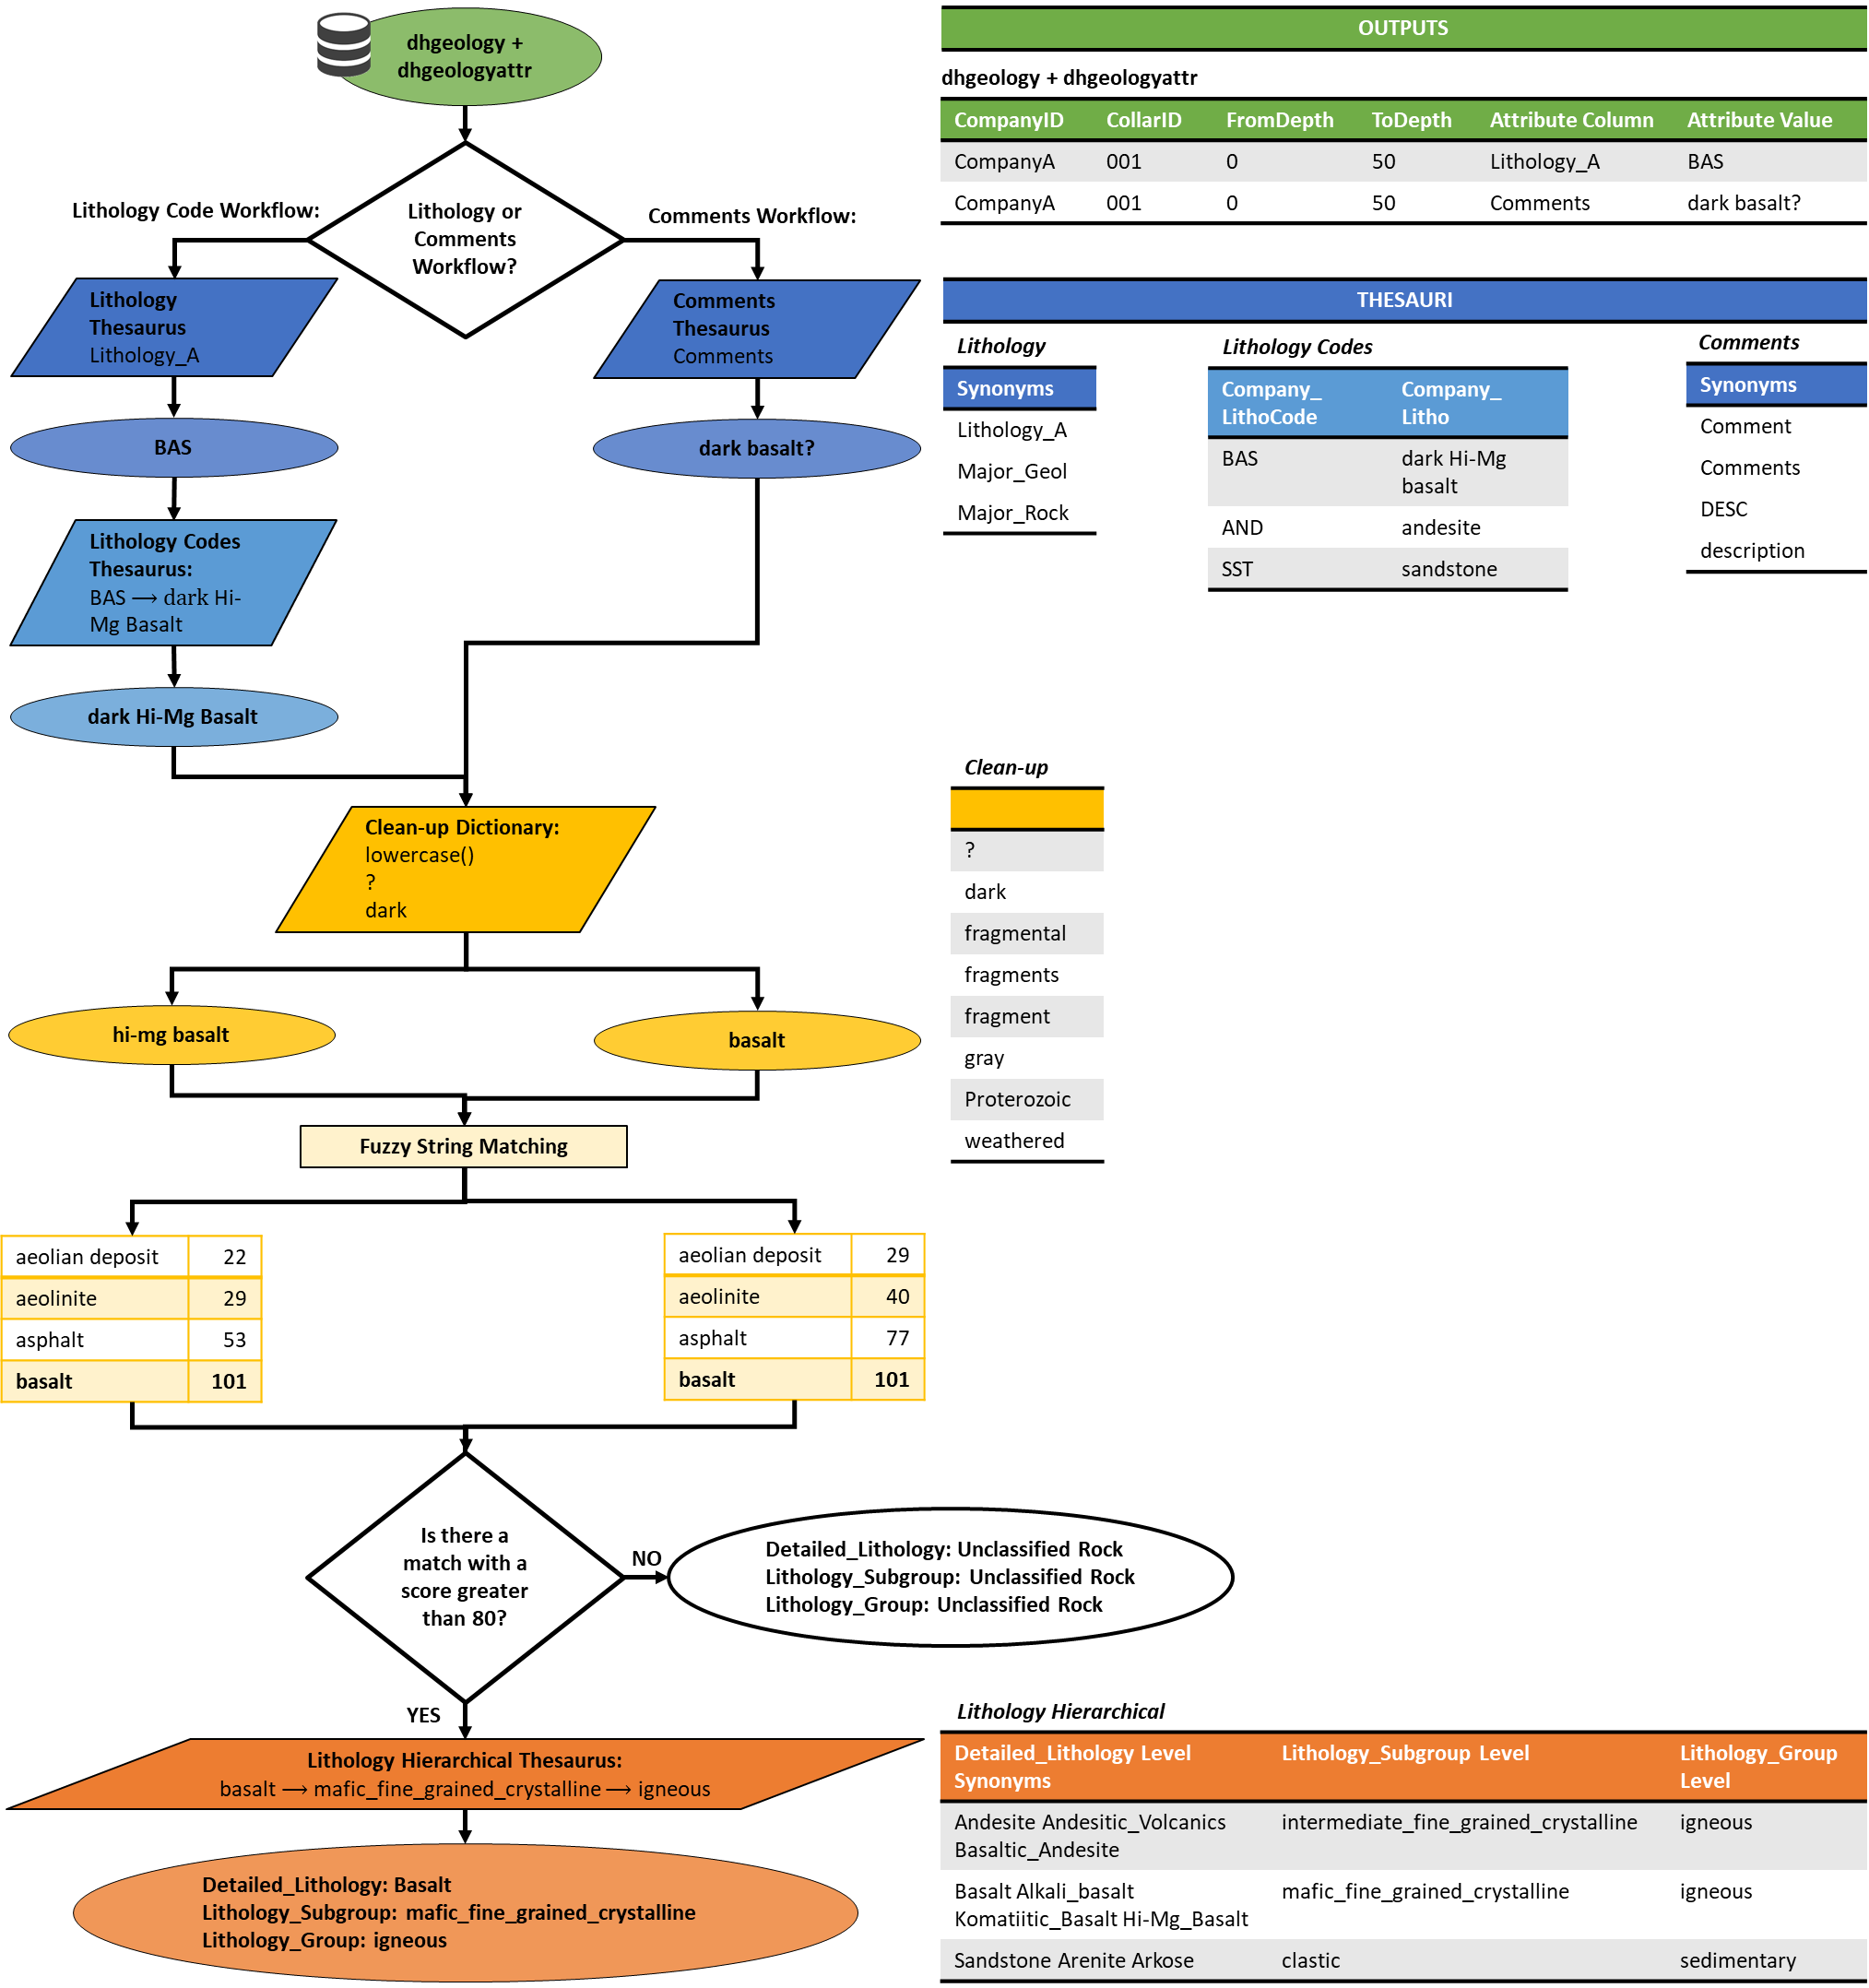 dhgeology +
dhgeologyattr
Lithology Code Workflow:
Lithology or
Comments
Workflow?
Comments Workflow:
Lithology
Thesaurus
Lithology_A
Comments
Thesaurus
Comments
BAS
dark basalt?
Lithology Codes
Thesaurus:
BAS ⟶ dark Hi-
Mg Basalt
dark Hi-Mg Basalt
Clean-up Dictionary:
lowercase()
?
dark
hi-mg basalt
basalt
Fuzzy String Matching
aeolian deposit 22
aeolinite 29
asphalt 53
basalt 101
aeolian deposit 29
aeolinite 40
asphalt 77
basalt 101
Is there a
match with a
score greater
than 80?
NO
Detailed_Lithology: Unclassified Rock
Lithology_Subgroup: Unclassified Rock
Lithology_Group: Unclassified Rock
YES
Lithology Hierarchical Thesaurus:
basalt ⟶ mafic_fine_grained_crystalline ⟶ igneous
Detailed_Lithology: Basalt
Lithology_Subgroup: mafic_fine_grained_crystalline
Lithology_Group: igneous
OUTPUTS
dhgeology + dhgeologyattr
CompanyID CollarID FromDepth ToDepth Attribute Column Attribute Value
CompanyA 001 0 50 Lithology_A BAS
CompanyA 001 0 50 Comments dark basalt?
THESAURI
Lithology
Synonyms
Lithology_A
Major_Geol
Major_Rock
Lithology Codes
Company_ Company_
LithoCode Litho
BAS dark Hi-Mg
basalt
AND andesite
SST sandstone
Comments
Synonyms
Comment
Comments
DESC
description
Clean-up
?
dark
fragmental
fragments
fragment
gray
Proterozoic
weathered
Lithology Hierarchical
Detailed_Lithology Level Lithology_Subgroup Level Lithology_Group
Synonyms Level
Andesite Andesitic_Volcanics intermediate_fine_grained_crystalline igneous
Basaltic_Andesite
Basalt Alkali_basalt mafic_fine_grained_crystalline igneous
Komatiitic_Basalt Hi-Mg_Basalt
Sandstone Arenite Arkose clastic sedimentary